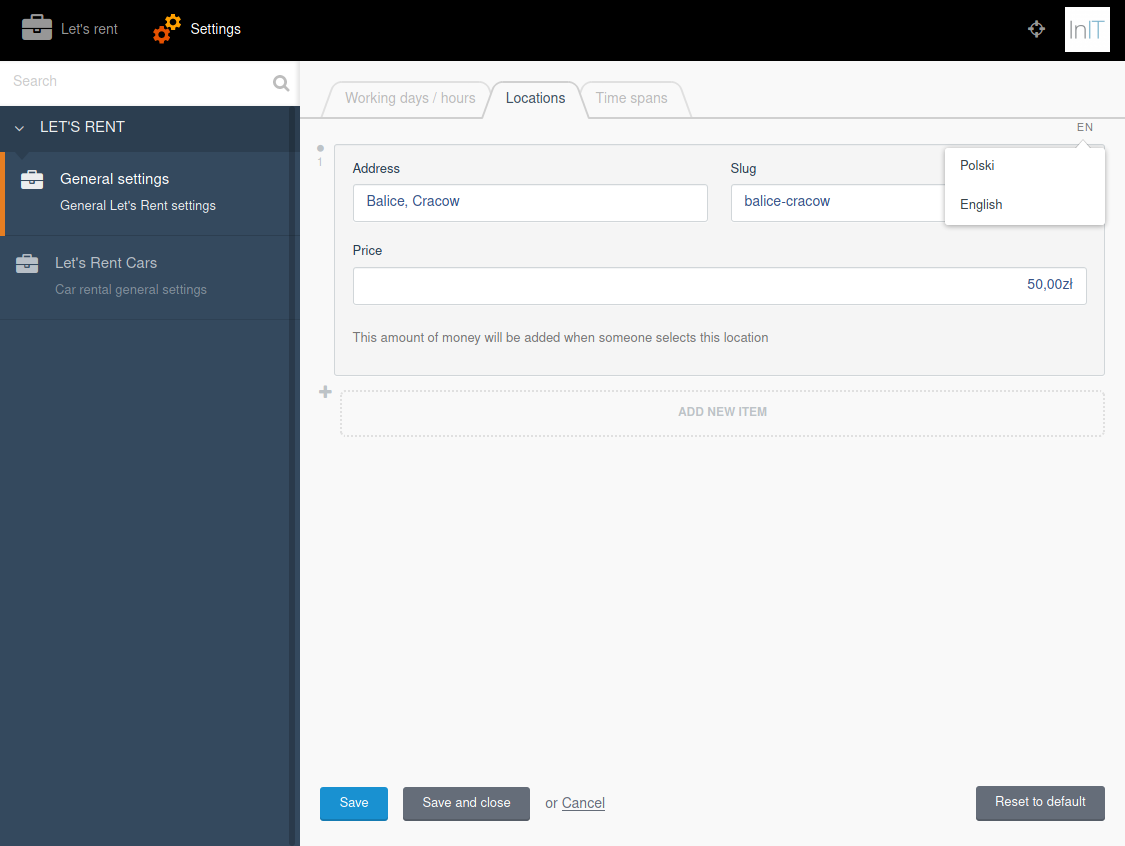 Let's rent
Settings
InIT
Search
LET'S RENT
General settings
General Let's Rent settings
Let's Rent Cars
Car rental general settings
Working days / hours
Locations
Time spans
EN
Polski
English
1
Address
Slug
Balice, Cracow
balice-cracow
Price
50,00zł
This amount of money will be added when someone selects this location
ADD NEW ITEM
Save
Save and close
or Cancel
Reset to default